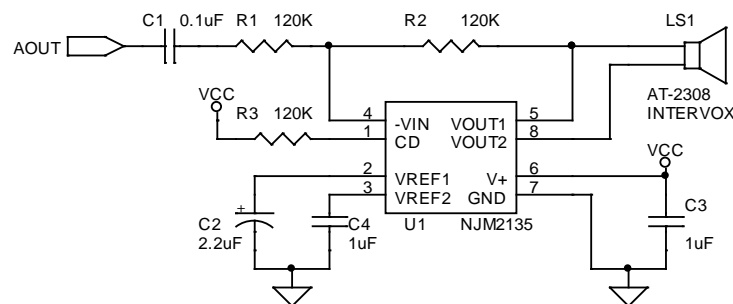 C1 0.1uF R1 120K R2 120K LS1
AOUT
AT-2308
INTERVOX
VCC
R3 120K
4 -VIN VOUT1 5
1 CD VOUT2 8
VCC
2 VREF1 V+ 6
3 VREF2 GND 7
C2
2.2uF
+
C4
1uF
U1 NJM2135
C3
1uF